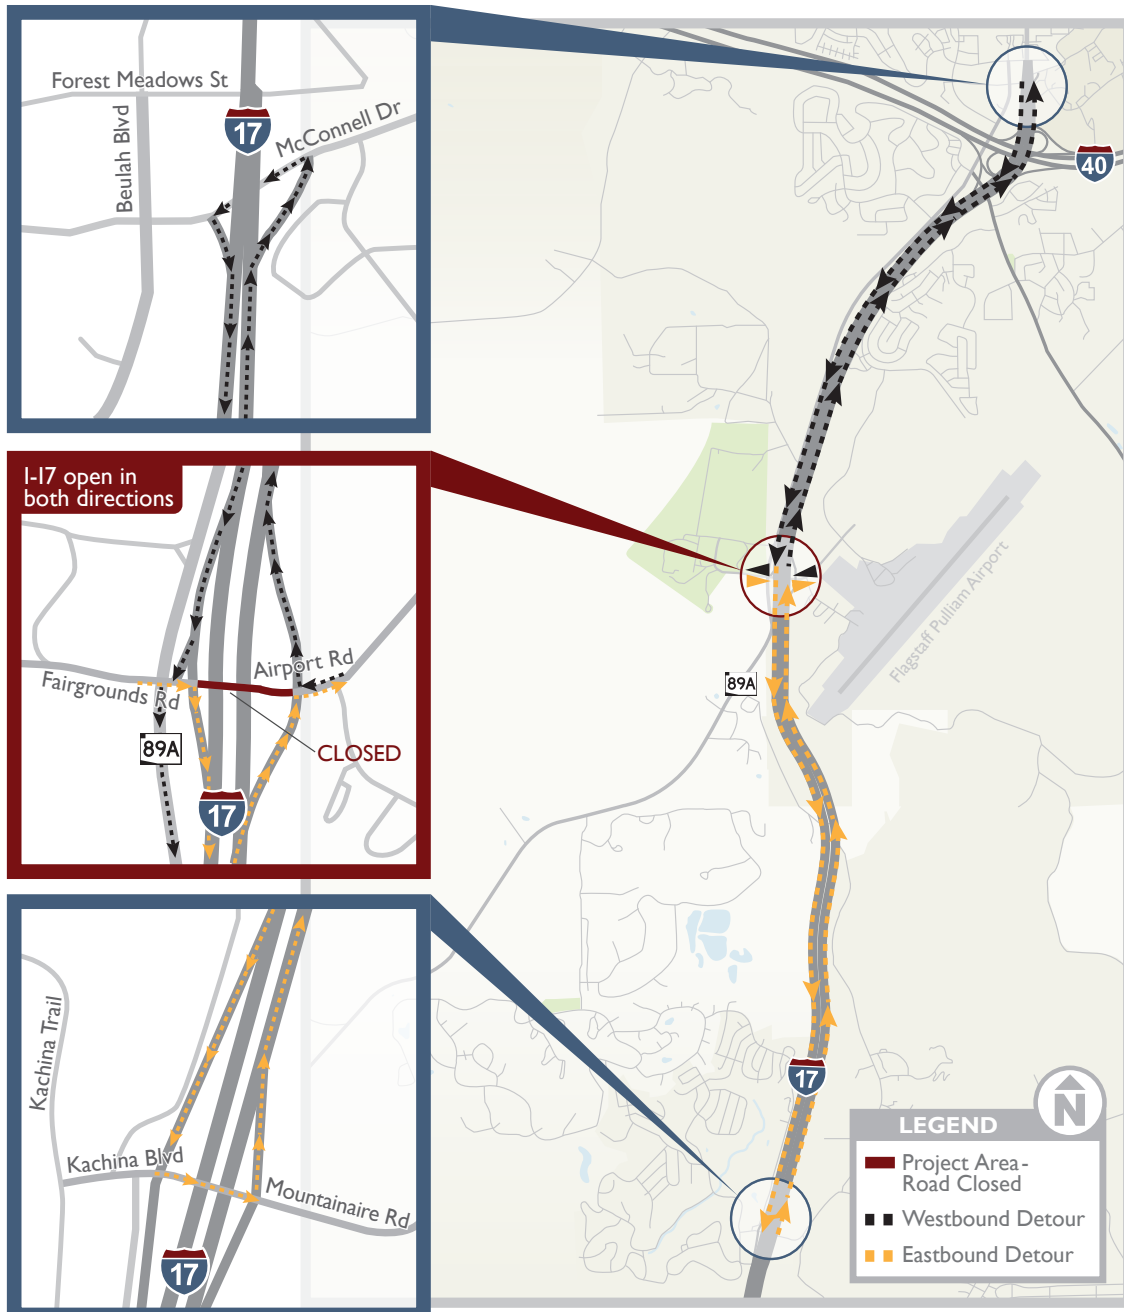 Forest Meadows St
Beulah Blvd
17
McConnell Dr
40
I-I7 open in
both directions
Airport Rd
Fairgrounds Rd
CLOSED
89A
17
89A
Flagstaff Pulliam Airport
17
Kachina Trail
Kachina Blvd
Mountainaire Rd
17
N
LEGEND
Project Area-
Road Closed
Westbound Detour
Eastbound Detour